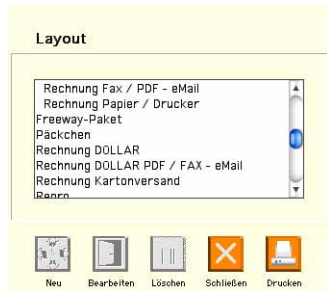 Layout
Rechnung Fax / PDF - eMail
Rechnung Papier / Drucker
Freeway-Paket
Päckchen
Rechnung DOLLAR
Rechnung DOLLAR PDF / FAX - eMail
Rechnung Kartonversand
Repro
Neu Bearbeiten Löschen Schließen Drucken